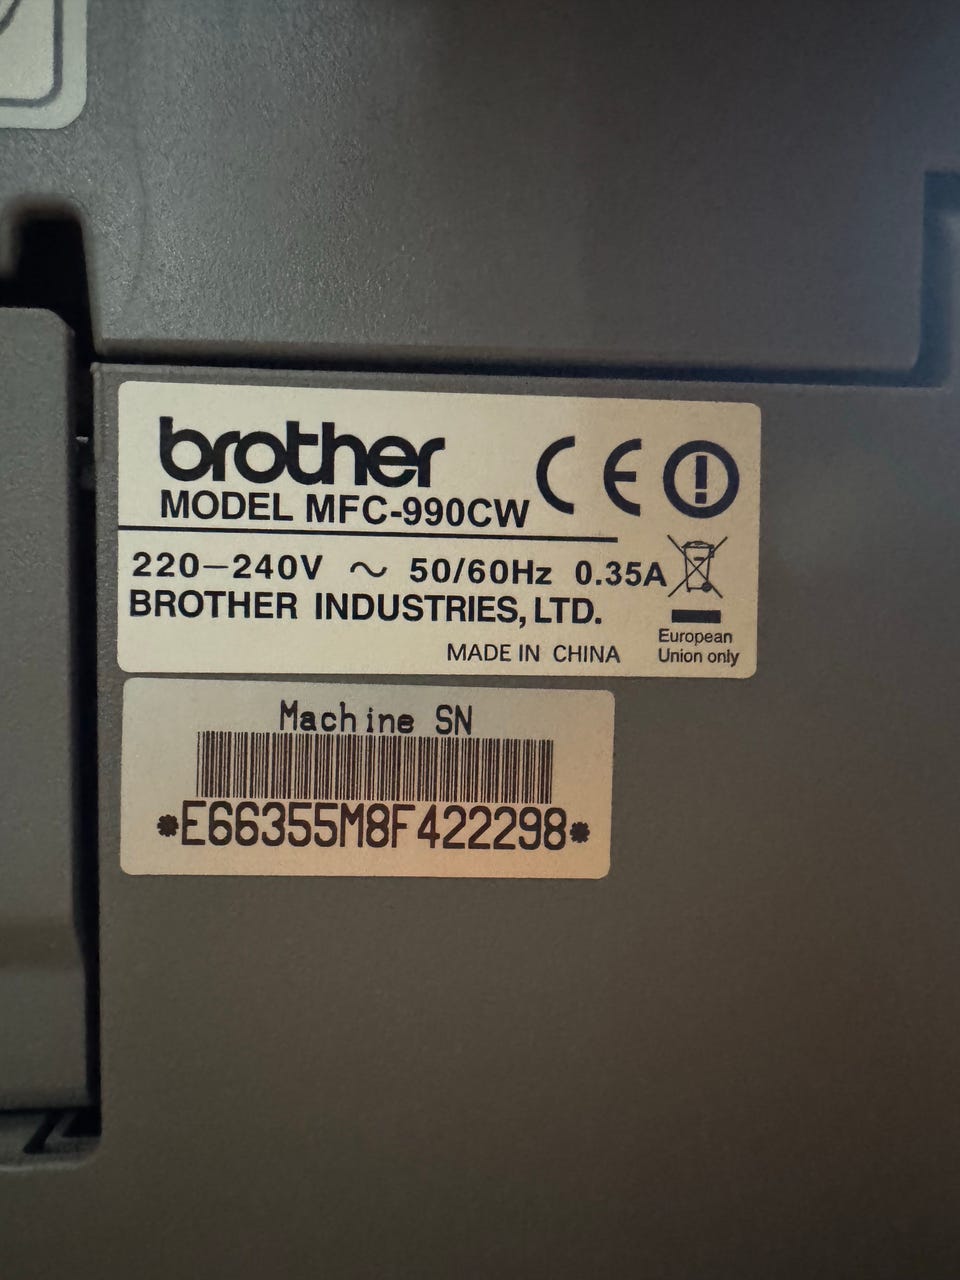 brother
MODEL MFC-990CW
CE
220–240V ～ 50/60Hz 0.35A
BROTHER INDUSTRIES, LTD.
MADE IN CHINA
European
Union only
Machine SN
*E66355M8F422298*